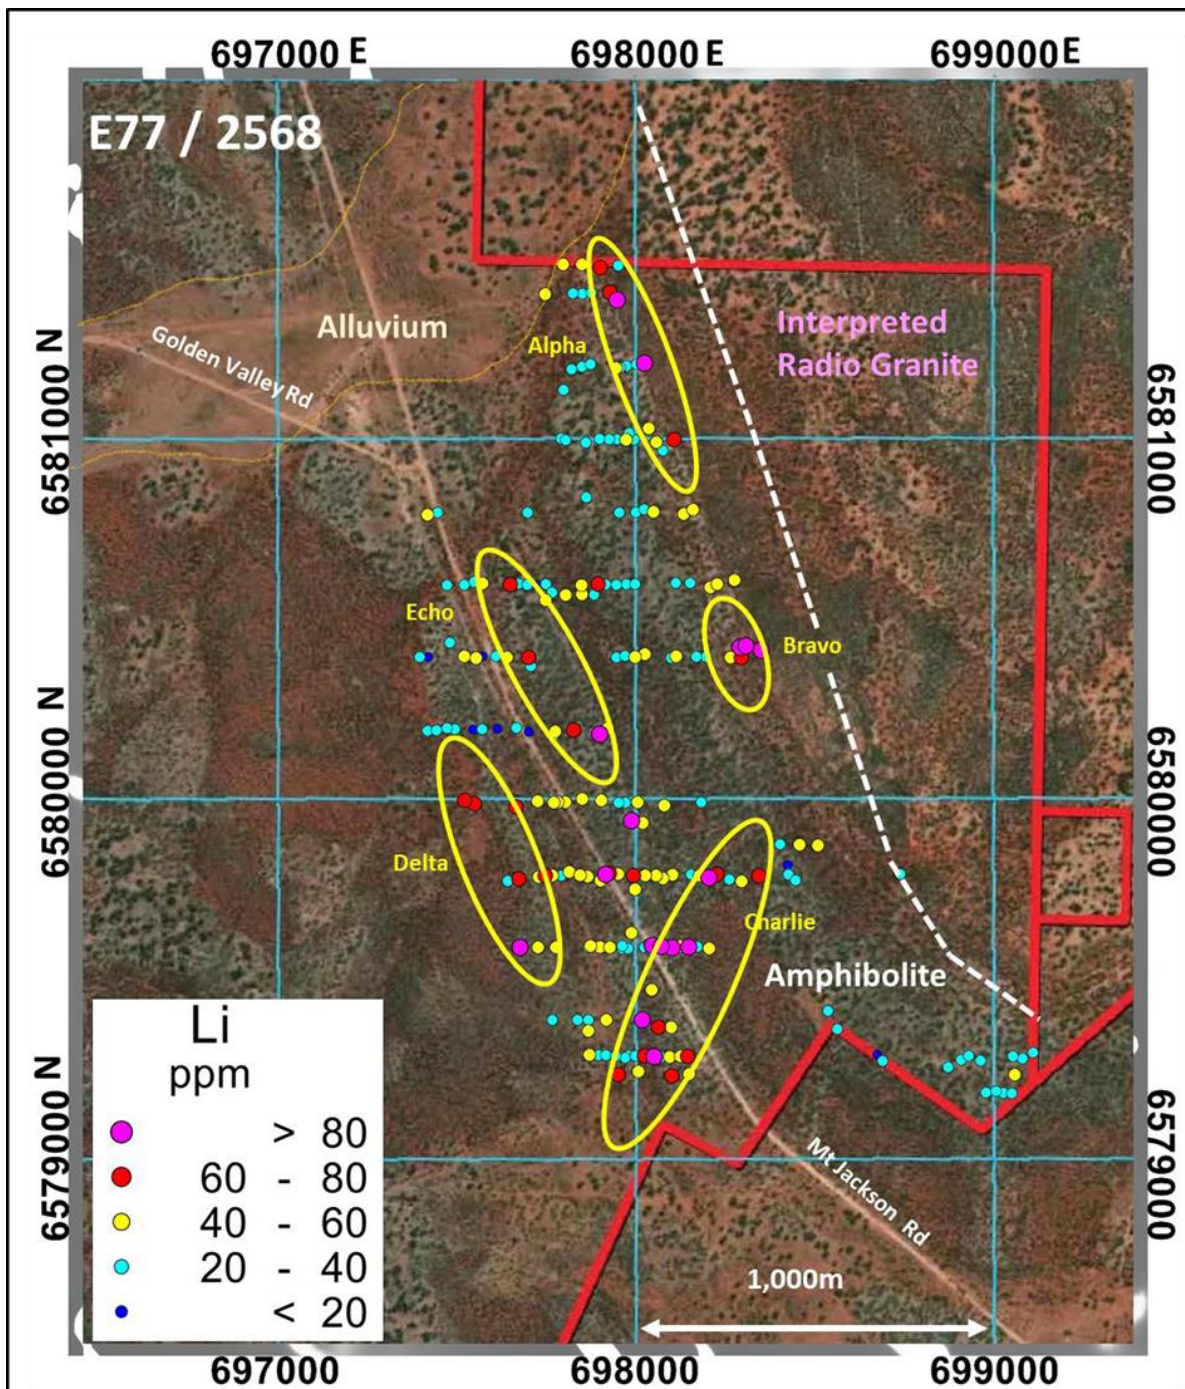 697000 E 698000 E 699000 E
E77 / 2568
Alluvium
Interpreted
Radio Granite
Golden Valley Rd
Alpha
6581000 N
6581000
Echo
Bravo
6580000 N
6580000
Delta
Charlie
Amphibolite
Li
ppm
> 80
60 - 80
40 - 60
20 - 40
< 20
6579000 N
6579000
Mt Jackson Rd
1,000m
697000 698000 699000